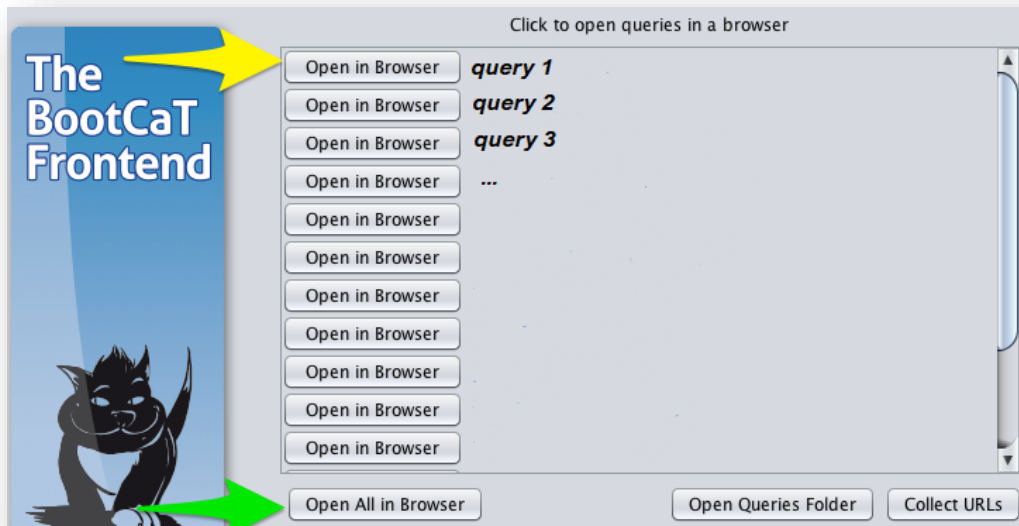 Click to open queries in a browser
The
BootCaT
Frontend
Open in Browser query 1
Open in Browser query 2
Open in Browser query 3
Open in Browser ...
Open in Browser
Open in Browser
Open in Browser
Open in Browser
Open in Browser
Open in Browser
Open in Browser
Open All in Browser Open Queries Folder Collect URLs